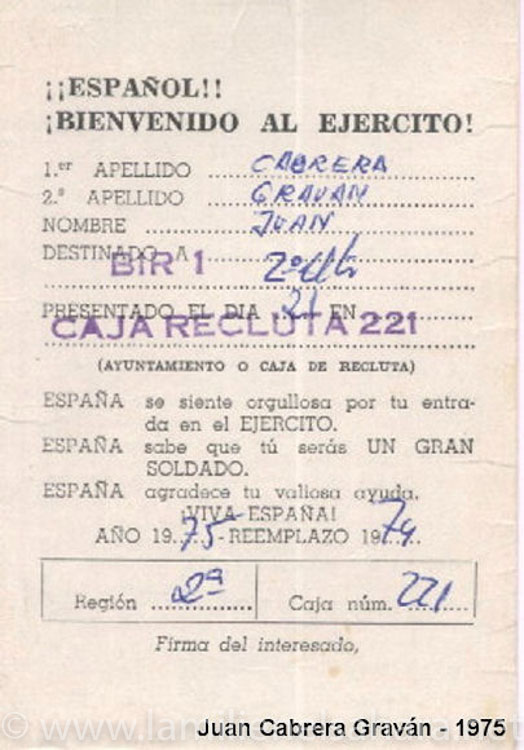 ¡¡ESPAÑOL!!
¡BIENVENIDO AL EJERCITO!
1.er APELLIDO CABRERA
2.º APELLIDO GRAVAN
NOMBRE JUAN
DESTINADO A
BIR 1 2º
PRESENTADO EL DIA 21 EN
CAJA RECLUTA 221
(AYUNTAMIENTO O CAJA DE RECLUTA)
ESPAÑA se siente orgullosa por tu entra-
da en el EJERCITO.
ESPAÑA sabe que tú serás UN GRAN
SOLDADO.
ESPAÑA agradece tu valiosa ayuda.
¡VIVA ESPAÑA!
AÑO 1975-REEMPLAZO 1974
Región 2ª Caja núm. 221
Firma del interesado,
Juan Cabrera Graván - 1975